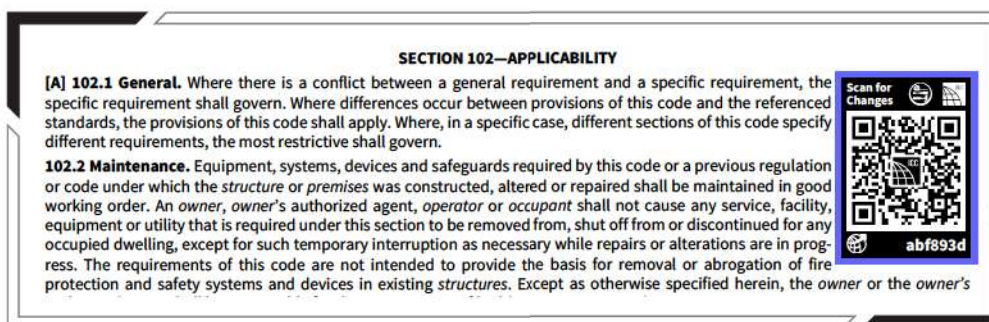 SECTION 102—APPLICABILITY
[A] 102.1 General. Where there is a conflict between a general requirement and a specific requirement, the
specific requirement shall govern. Where differences occur between provisions of this code and the referenced
standards, the provisions of this code shall apply. Where, in a specific case, different sections of this code specify
different requirements, the most restrictive shall govern.
102.2 Maintenance. Equipment, systems, devices and safeguards required by this code or a previous regulation
or code under which the structure or premises was constructed, altered or repaired shall be maintained in good
working order. An owner, owner's authorized agent, operator or occupant shall not cause any service, facility,
equipment or utility that is required under this section to be removed from, shut off from or discontinued for any
occupied dwelling, except for such temporary interruption as necessary while repairs or alterations are in prog-
ress. The requirements of this code are not intended to provide the basis for removal or abrogation of fire
protection and safety systems and devices in existing structures. Except as otherwise specified herein, the owner or the owner's
Scan for
Changes
abf893d